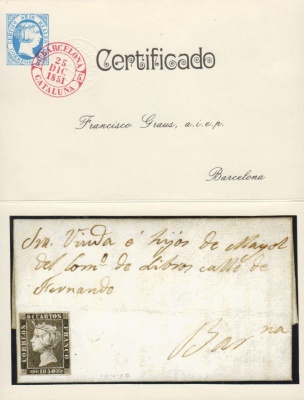 BARCELONA
25
DIC
1851
CATALUÑA
Certificado
Francisco Graus, a.i.e.p.
Barcelona
Sra. Viuda é hijos de Mayol
del Com.º de Libros calle de
Fernando
Bar.na
6 CUARTOS
CORREOS
FRANCO
1850